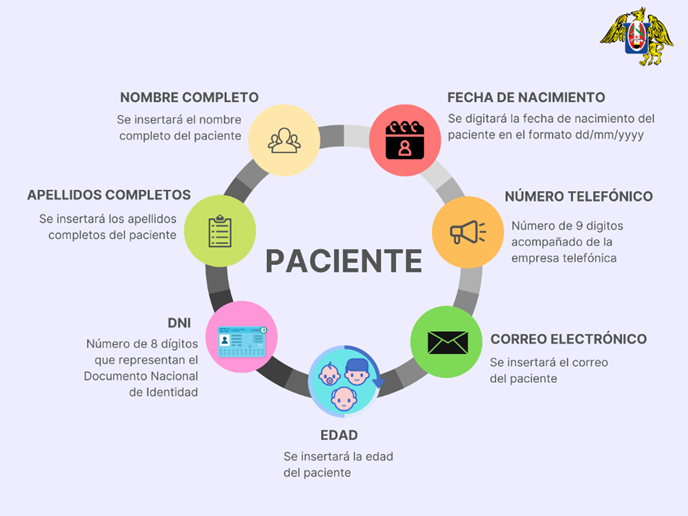 NOMBRE COMPLETO
Se insertará el nombre
completo del paciente
FECHA DE NACIMIENTO
Se digitará la fecha de nacimiento del
paciente en el formato dd/mm/yyyy
APELLIDOS COMPLETOS
Se insertará los apellidos
completos del paciente
NÚMERO TELEFÓNICO
Número de 9 digitos
acompañado de la
empresa telefónica
PACIENTE
DNI
Número de 8 dígitos
que representan el
Documento Nacional
de Identidad
CORREO ELECTRÓNICO
Se insertará el correo
del paciente
EDAD
Se insertará la edad
del paciente